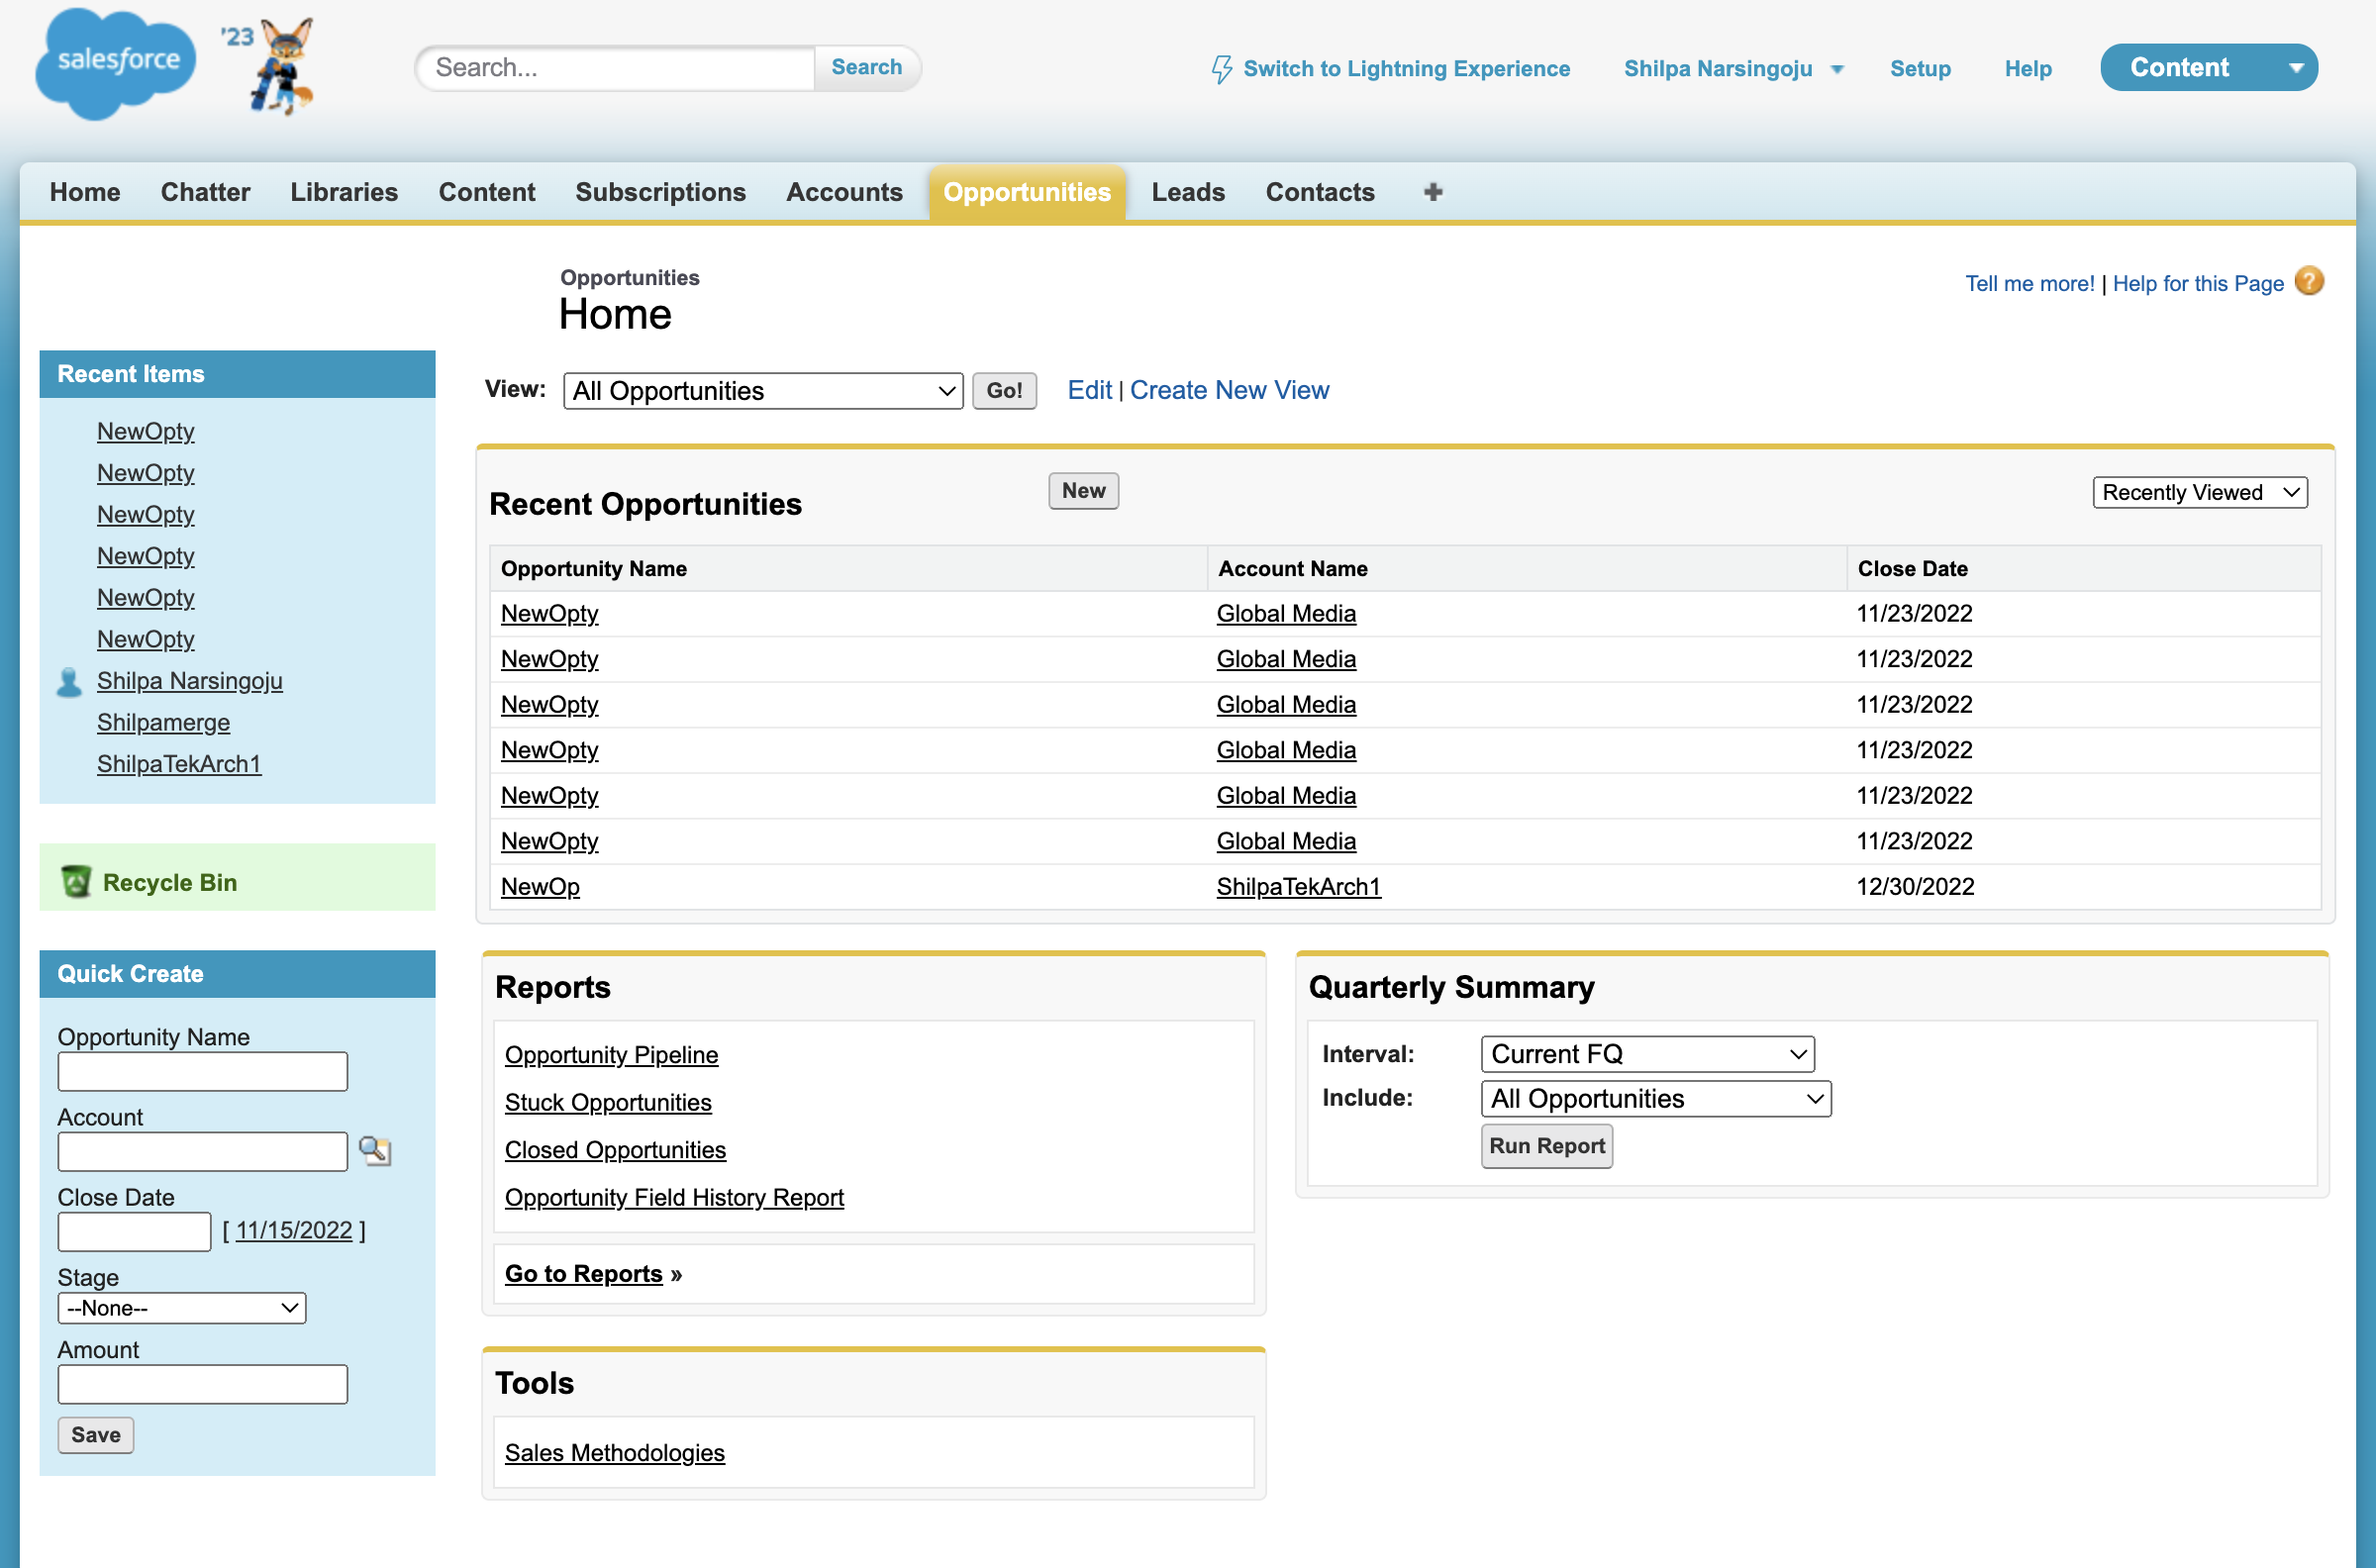 salesforce
'23
Search...
Search
Switch to Lightning Experience
Shilpa Narsingoju
Setup
Help
Content
Home Chatter Libraries Content Subscriptions Accounts Opportunities Leads Contacts +
Opportunities
Home
Tell me more! | Help for this Page ?
View: All Opportunities Go! Edit | Create New View
Recent Items
NewOpty
NewOpty
NewOpty
NewOpty
NewOpty
NewOpty
Shilpa Narsingoju
Shilpamerge
ShilpaTekArch1
Recycle Bin
Quick Create
Opportunity Name
Account
Close Date
[ 11/15/2022 ]
Stage
--None--
Amount
Save
Recent Opportunities
New
Recently Viewed
Opportunity Name Account Name Close Date
NewOpty Global Media 11/23/2022
NewOpty Global Media 11/23/2022
NewOpty Global Media 11/23/2022
NewOpty Global Media 11/23/2022
NewOpty Global Media 11/23/2022
NewOpty Global Media 11/23/2022
NewOp ShilpaTekArch1 12/30/2022
Reports
Opportunity Pipeline
Stuck Opportunities
Closed Opportunities
Opportunity Field History Report
Go to Reports »
Quarterly Summary
Interval: Current FQ
Include: All Opportunities
Run Report
Tools
Sales Methodologies